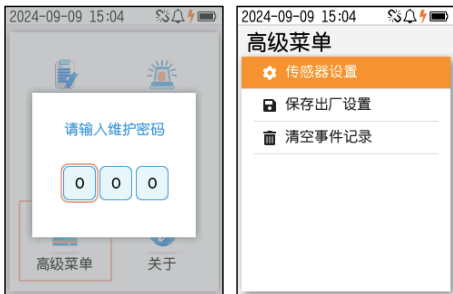 2024-09-09 15:04
请输入维护密码
0 0 0
高级菜单 关于
2024-09-09 15:04
高级菜单
传感器设置
保存出厂设置
清空事件记录